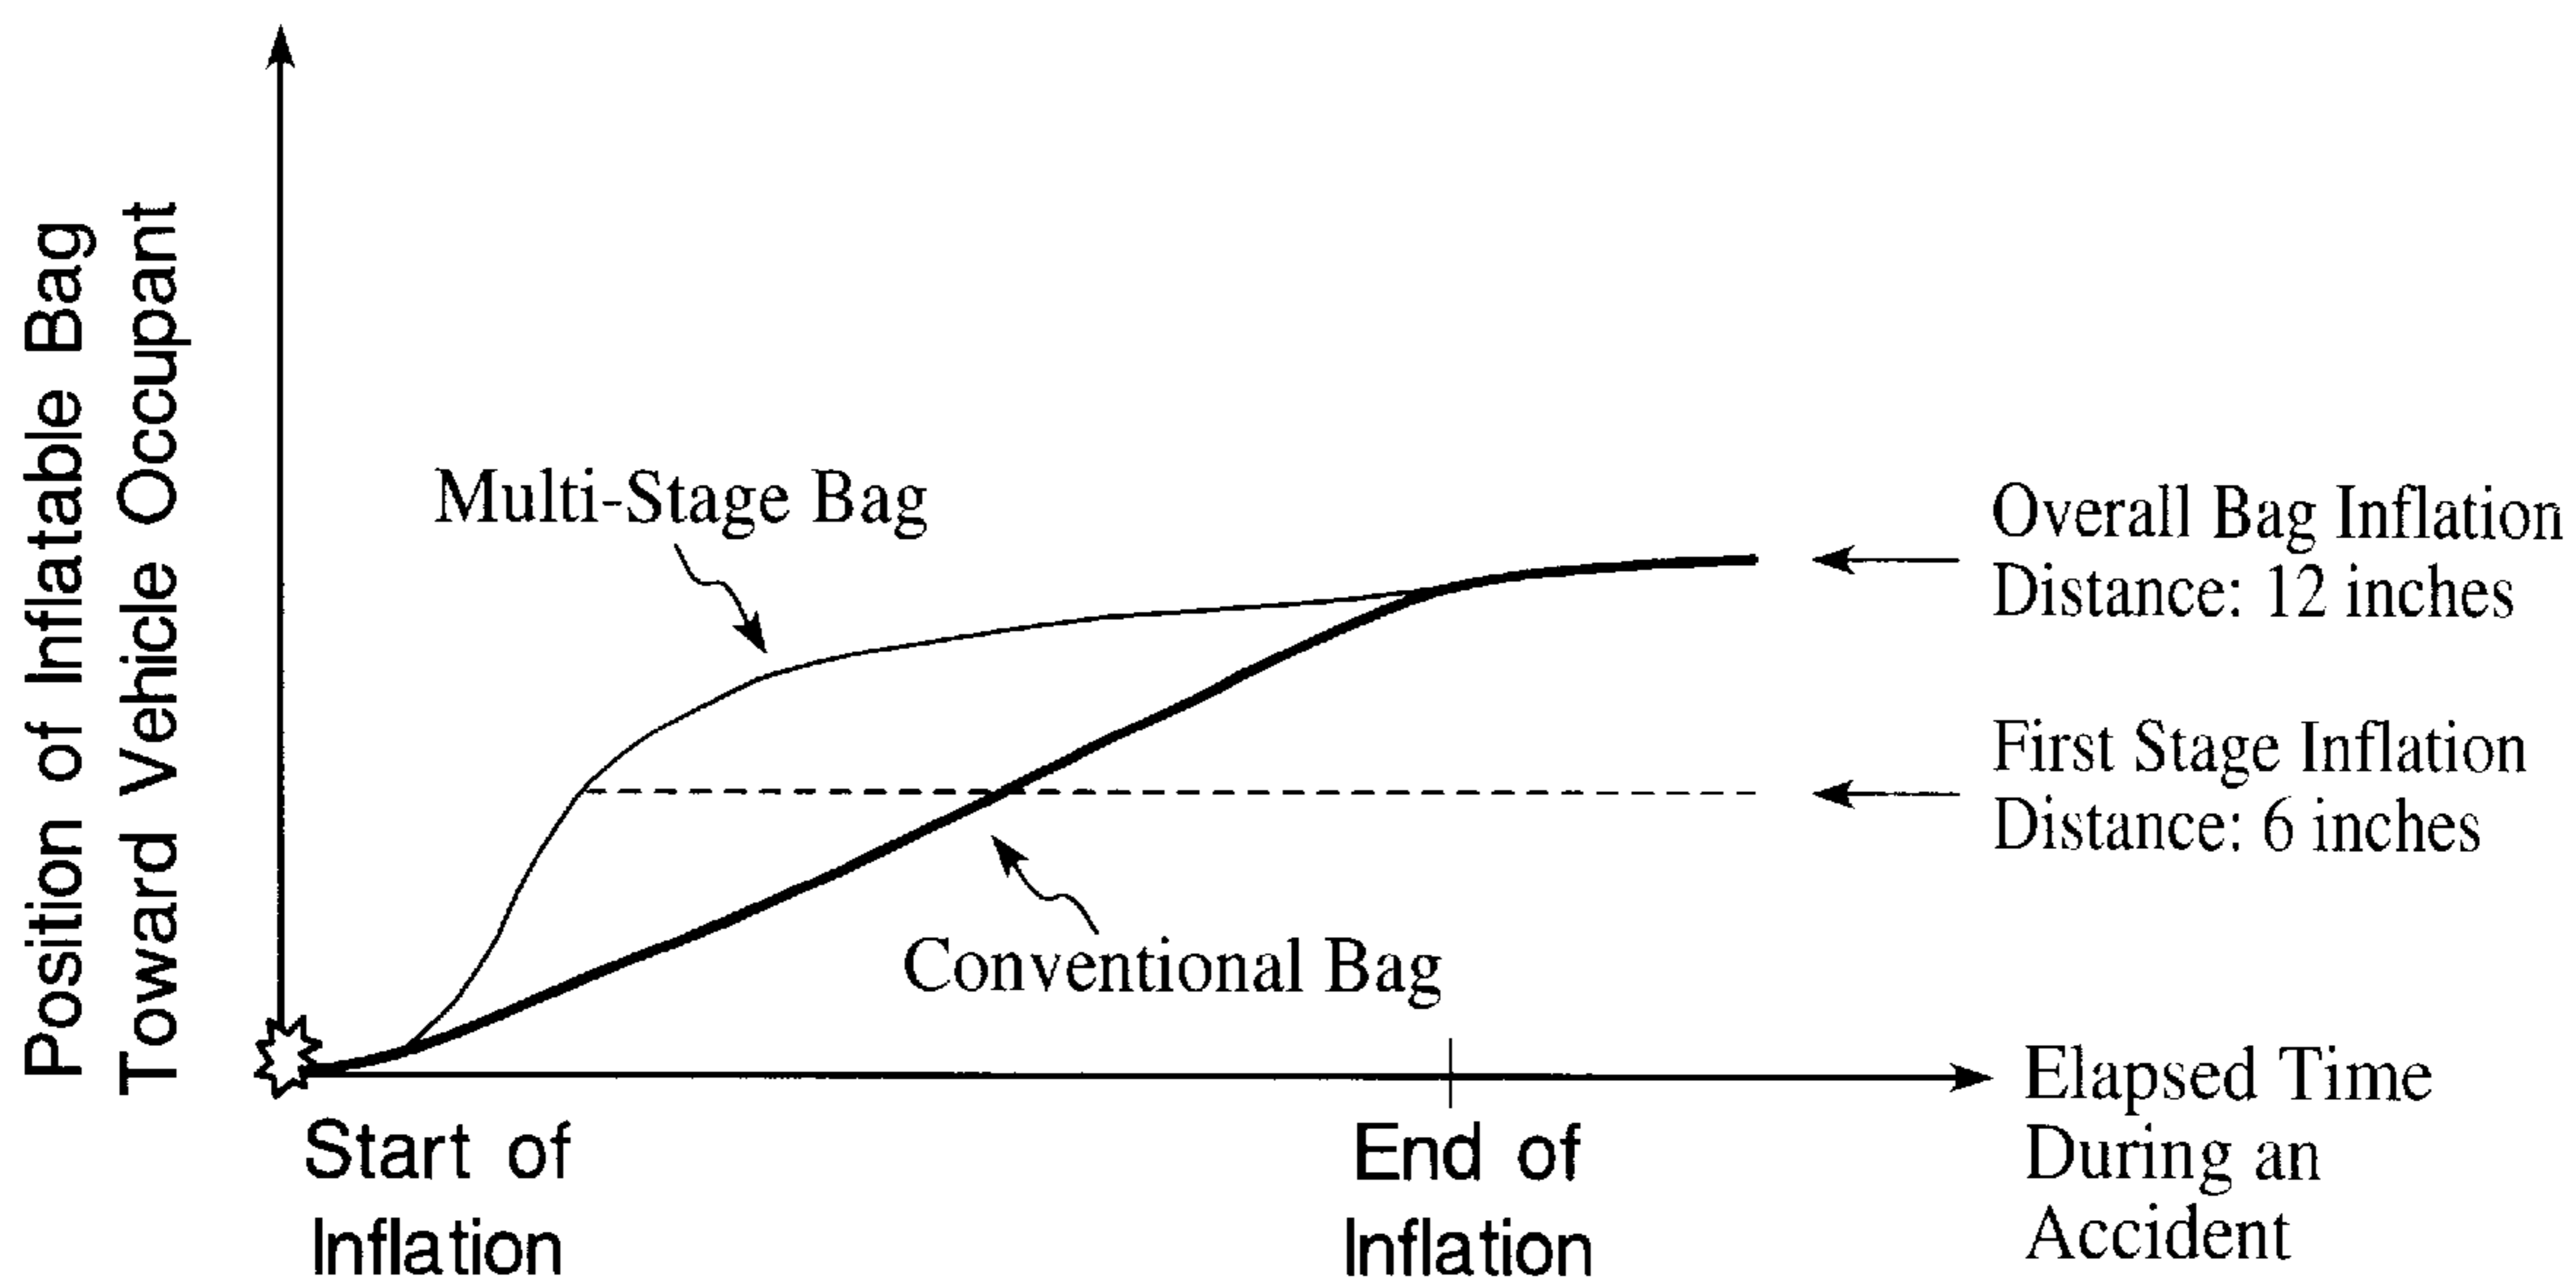 Position of Inflatable Bag
Toward Vehicle Occupant
Multi-Stage Bag
Overall Bag Inflation
Distance: 12 inches
First Stage Inflation
Distance: 6 inches
Conventional Bag
Start of
Inflation
End of
Inflation
Elapsed Time
During an
Accident